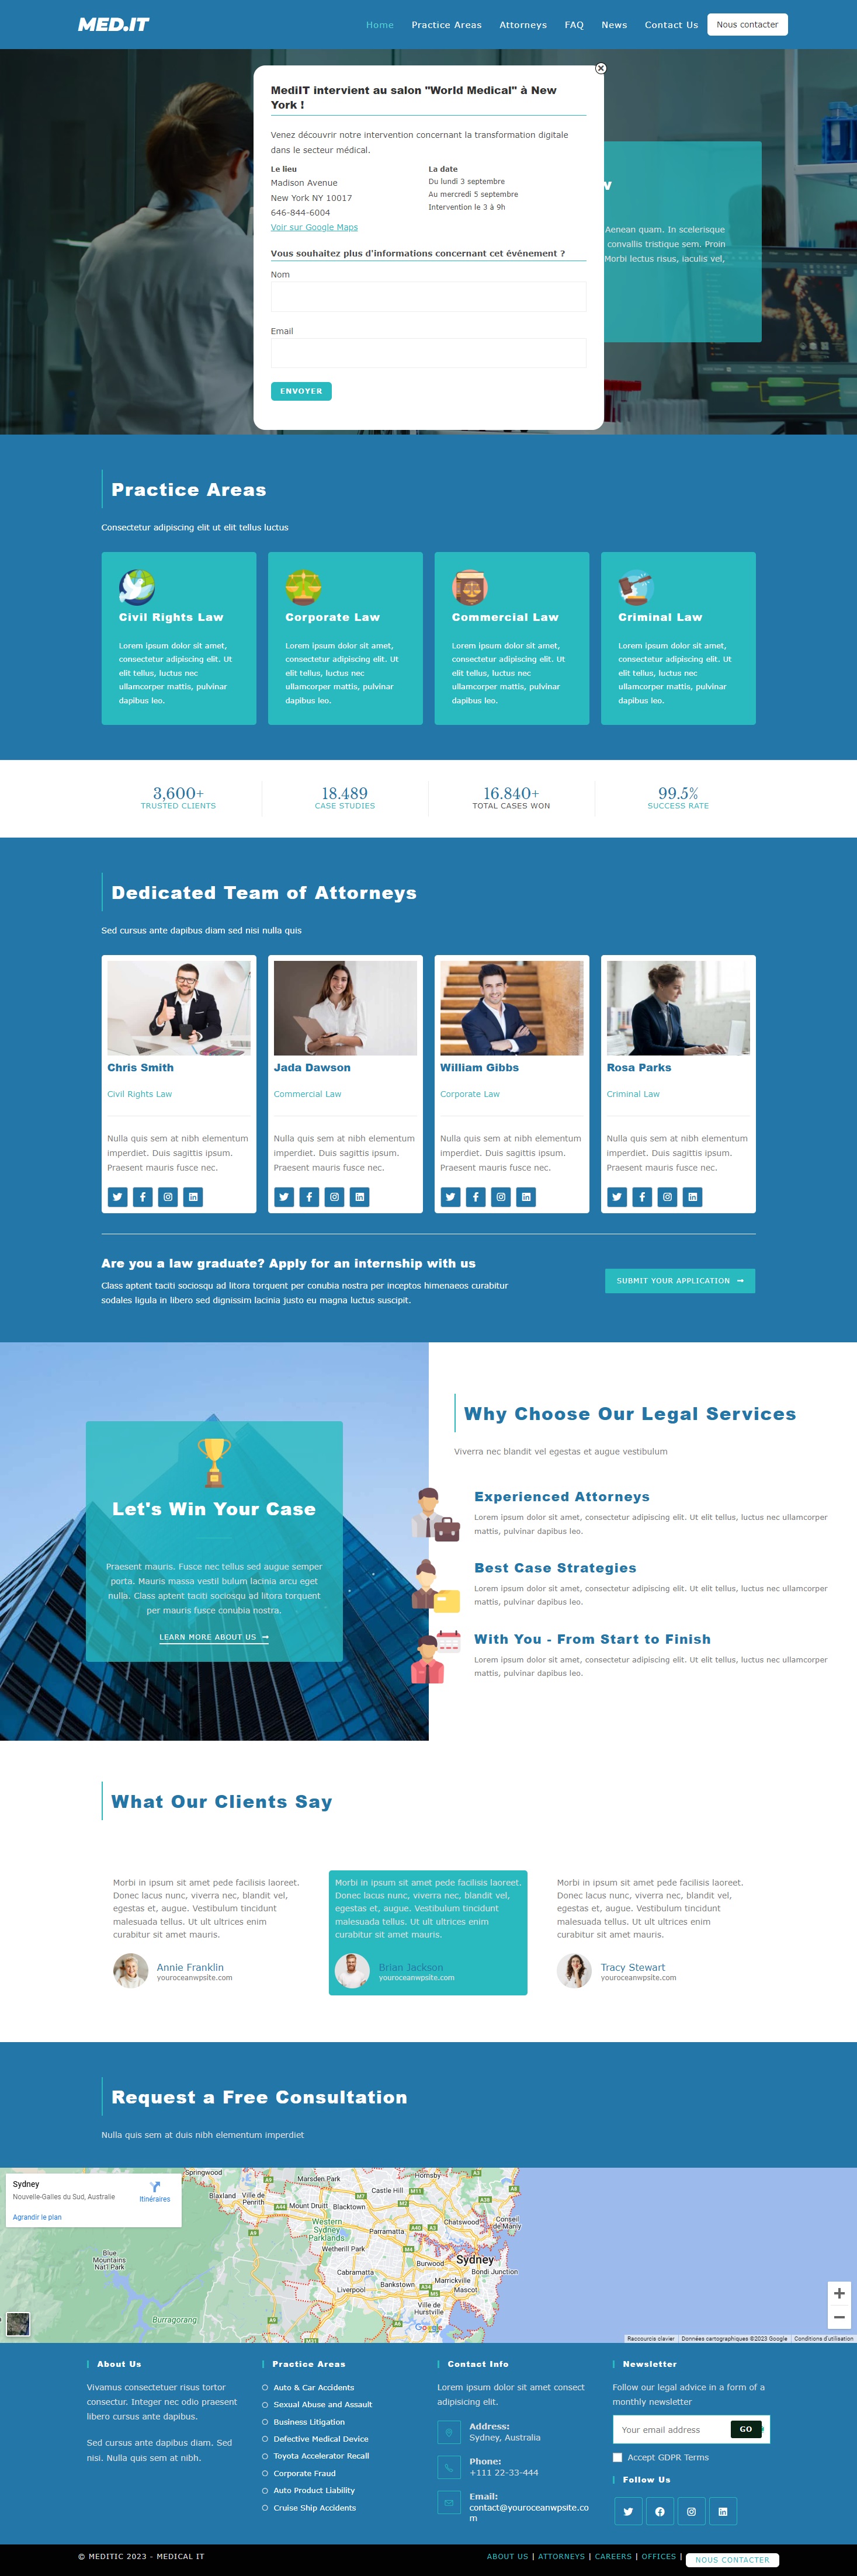 MED.IT
Home
Practice Areas
Attorneys
FAQ
News
Contact Us
Nous contacter
MediIT intervient au salon "World Medical" à New
York !
Venez découvrir notre intervention concernant la transformation digitale
dans le secteur médical.
Le lieu
Madison Avenue
New York NY 10017
646-844-6004
Voir sur Google Maps
La date
Du lundi 3 septembre
Au mercredi 5 septembre
Intervention le 3 à 9h
Vous souhaitez plus d'informations concernant cet événement ?
Nom
Email
ENVOYER
Aenean quam. In scelerisque
convallis tristique sem. Proin
Morbi lectus risus, iaculis vel,
Practice Areas
Consectetur adipiscing elit ut elit tellus luctus
Civil Rights Law
Lorem ipsum dolor sit amet,
consectetur adipiscing elit. Ut
elit tellus, luctus nec
ullamcorper mattis, pulvinar
dapibus leo.
Corporate Law
Lorem ipsum dolor sit amet,
consectetur adipiscing elit. Ut
elit tellus, luctus nec
ullamcorper mattis, pulvinar
dapibus leo.
Commercial Law
Lorem ipsum dolor sit amet,
consectetur adipiscing elit. Ut
elit tellus, luctus nec
ullamcorper mattis, pulvinar
dapibus leo.
Criminal Law
Lorem ipsum dolor sit amet,
consectetur adipiscing elit. Ut
elit tellus, luctus nec
ullamcorper mattis, pulvinar
dapibus leo.
3,600+
TRUSTED CLIENTS
18.489
CASE STUDIES
16.840+
TOTAL CASES WON
99.5%
SUCCESS RATE
Dedicated Team of Attorneys
Sed cursus ante dapibus diam sed nisi nulla quis
Chris Smith
Civil Rights Law
Nulla quis sem at nibh elementum
imperdiet. Duis sagittis ipsum.
Praesent mauris fusce nec.
Jada Dawson
Commercial Law
Nulla quis sem at nibh elementum
imperdiet. Duis sagittis ipsum.
Praesent mauris fusce nec.
William Gibbs
Corporate Law
Nulla quis sem at nibh elementum
imperdiet. Duis sagittis ipsum.
Praesent mauris fusce nec.
Rosa Parks
Criminal Law
Nulla quis sem at nibh elementum
imperdiet. Duis sagittis ipsum.
Praesent mauris fusce nec.
Are you a law graduate? Apply for an internship with us
Class aptent taciti sociosqu ad litora torquent per conubia nostra per inceptos himenaeos curabitur
sodales ligula in libero sed dignissim lacinia justo eu magna luctus suscipit.
SUBMIT YOUR APPLICATION
Let's Win Your Case
Praesent mauris. Fusce nec tellus sed augue semper
porta. Mauris massa vestil bulum lacinia arcu eget
nulla. Class aptent taciti sociosqu ad litora torquent
per mauris fusce conubia nostra.
LEARN MORE ABOUT US
Why Choose Our Legal Services
Viverra nec blandit vel egestas et augue vestibulum
Experienced Attorneys
Lorem ipsum dolor sit amet, consectetur adipiscing elit. Ut elit tellus, luctus nec ullamcorper
mattis, pulvinar dapibus leo.
Best Case Strategies
Lorem ipsum dolor sit amet, consectetur adipiscing elit. Ut elit tellus, luctus nec ullamcorper
mattis, pulvinar dapibus leo.
With You - From Start to Finish
Lorem ipsum dolor sit amet, consectetur adipiscing elit. Ut elit tellus, luctus nec ullamcorper
mattis, pulvinar dapibus leo.
What Our Clients Say
Morbi in ipsum sit amet pede facilisis laoreet.
Donec lacus nunc, viverra nec, blandit vel,
egestas et, augue. Vestibulum tincidunt
malesuada tellus. Ut ult ultrices enim
curabitur sit amet mauris.
Annie Franklin
youroceanwpsite.com
Morbi in ipsum sit amet pede facilisis laoreet.
Donec lacus nunc, viverra nec, blandit vel,
egestas et, augue. Vestibulum tincidunt
malesuada tellus. Ut ult ultrices enim
curabitur sit amet mauris.
Brian Jackson
youroceanwpsite.com
Morbi in ipsum sit amet pede facilisis laoreet.
Donec lacus nunc, viverra nec, blandit vel,
egestas et, augue. Vestibulum tincidunt
malesuada tellus. Ut ult ultrices enim
curabitur sit amet mauris.
Tracy Stewart
youroceanwpsite.com
Request a Free Consultation
Nulla quis sem at duis nibh elementum imperdiet
Sydney
Nouvelle-Galles du Sud, Australie
Itinéraires
Agrandir le plan
Springwood
Blaxland
Ville de
Penrith
Marsden Park
Mount Druitt
Blacktown
Castle Hill
Hornsby
Western
Sydney
Parklands
Parramatta
Chatswood
Conseil
de Manly
Wetherill Park
Blue
Mountains
Nat'l Park
Burwood
Sydney
Bondi Junction
Cabramatta
Liverpool
Bankstown
Marrickville
Mascot
Ville de
Hurstville
Burragorang
Google
Raccourcis clavier
Données cartographiques ©2023 Google
Conditions d'utilisation
About Us
Vivamus consectetuer risus tortor
consectur. Integer nec odio praesent
libero cursus ante dapibus.
Sed cursus ante dapibus diam. Sed
nisi. Nulla quis sem at nibh.
Practice Areas
Auto & Car Accidents
Sexual Abuse and Assault
Business Litigation
Defective Medical Device
Toyota Accelerator Recall
Corporate Fraud
Auto Product Liability
Cruise Ship Accidents
Contact Info
Lorem ipsum dolor sit amet consect
adipisicing elit.
Address:
Sydney, Australia
Phone:
+111 22-33-444
Email:
contact@youroceanwpsite.co
m
Newsletter
Follow our legal advice in a form of a
monthly newsletter
Your email address
GO
Accept GDPR Terms
Follow Us
© MEDITIC 2023 - MEDICAL IT
ABOUT US | ATTORNEYS | CAREERS | OFFICES |
NOUS CONTACTER